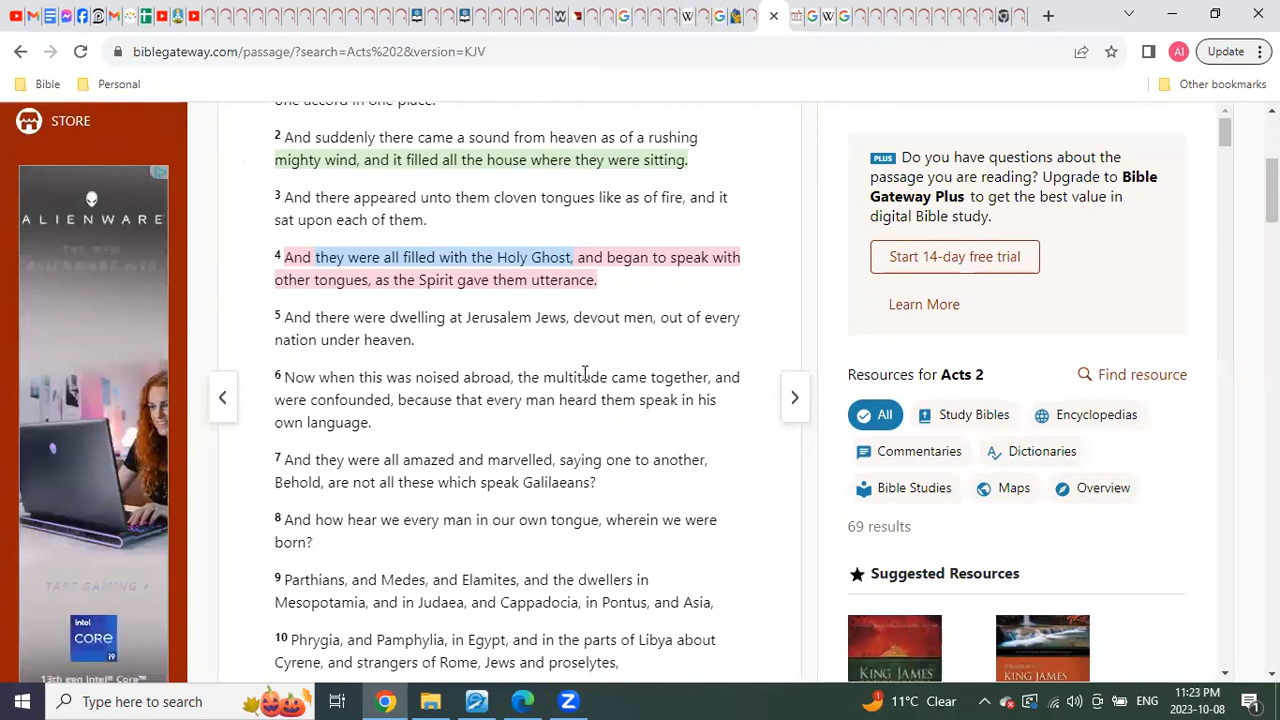 biblegateway.com/passage/?search=Acts%202&version=KJV
AI
Update
Bible
Personal
Other bookmarks
STORE
ALIENWARE
intel
CORE
i9
13th gen Intel® Core™
one accord in one place.
2 And suddenly there came a sound from heaven as of a rushing
mighty wind, and it filled all the house where they were sitting.
3 And there appeared unto them cloven tongues like as of fire, and it
sat upon each of them.
4 And they were all filled with the Holy Ghost, and began to speak with
other tongues, as the Spirit gave them utterance.
5 And there were dwelling at Jerusalem Jews, devout men, out of every
nation under heaven.
6 Now when this was noised abroad, the multitude came together, and
were confounded, because that every man heard them speak in his
own language.
7 And they were all amazed and marvelled, saying one to another,
Behold, are not all these which speak Galilaeans?
8 And how hear we every man in our own tongue, wherein we were
born?
9 Parthians, and Medes, and Elamites, and the dwellers in
Mesopotamia, and in Judaea, and Cappadocia, in Pontus, and Asia,
10 Phrygia, and Pamphylia, in Egypt, and in the parts of Libya about
Cyrene, and strangers of Rome, Jews and proselytes,
PLUS Do you have questions about the
passage you are reading? Upgrade to Bible
Gateway Plus to get the best value in
digital Bible study.
Start 14-day free trial
Learn More
Resources for Acts 2
Find resource
All
Study Bibles
Encyclopedias
Commentaries
Dictionaries
Bible Studies
Maps
Overview
69 results
Suggested Resources
KING
JAMES
Type here to search
1
11°C Clear
ENG
11:23 PM
2023-10-08
1